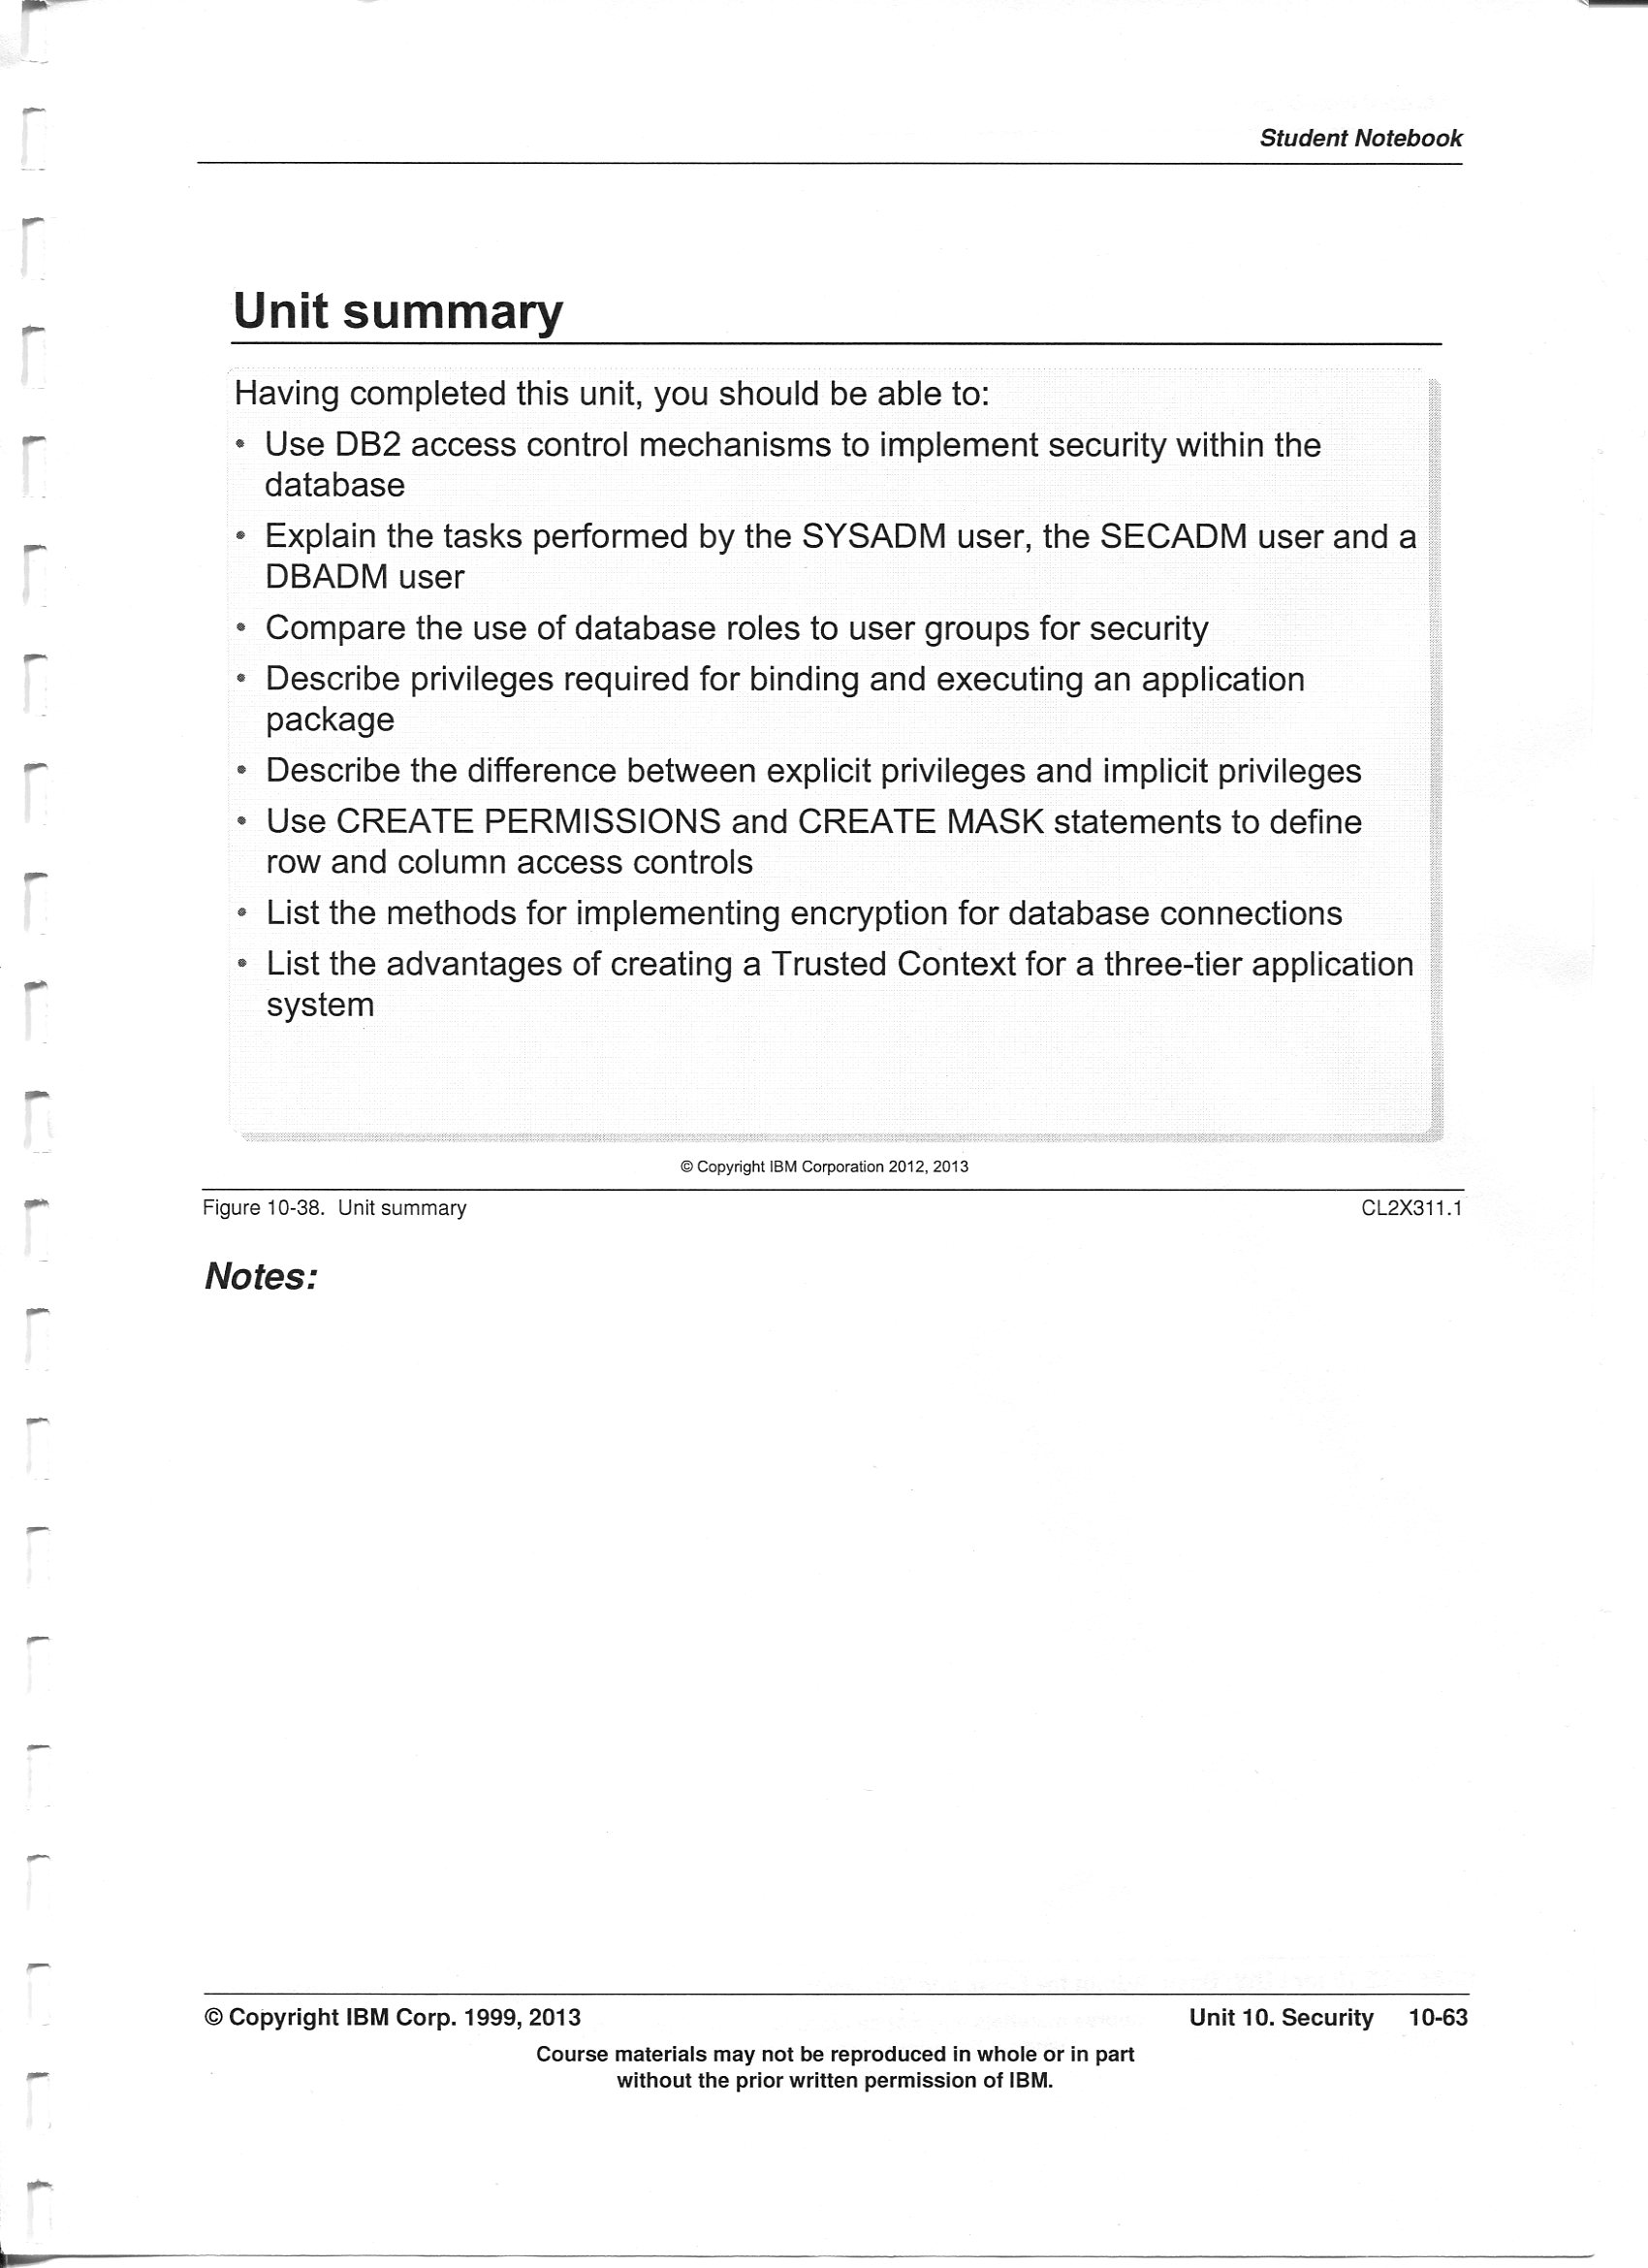 Student Notebook
Unit summary
Having completed this unit, you should be able to:
• Use DB2 access control mechanisms to implement security within the
database
• Explain the tasks performed by the SYSADM user, the SECADM user and a
DBADM user
• Compare the use of database roles to user groups for security
• Describe privileges required for binding and executing an application
package
• Describe the difference between explicit privileges and implicit privileges
• Use CREATE PERMISSIONS and CREATE MASK statements to define
row and column access controls
• List the methods for implementing encryption for database connections
• List the advantages of creating a Trusted Context for a three-tier application
system
© Copyright IBM Corporation 2012, 2013
Figure 10-38. Unit summary CL2X311.1
Notes:
© Copyright IBM Corp. 1999, 2013 Unit 10. Security 10-63
Course materials may not be reproduced in whole or in part
without the prior written permission of IBM.